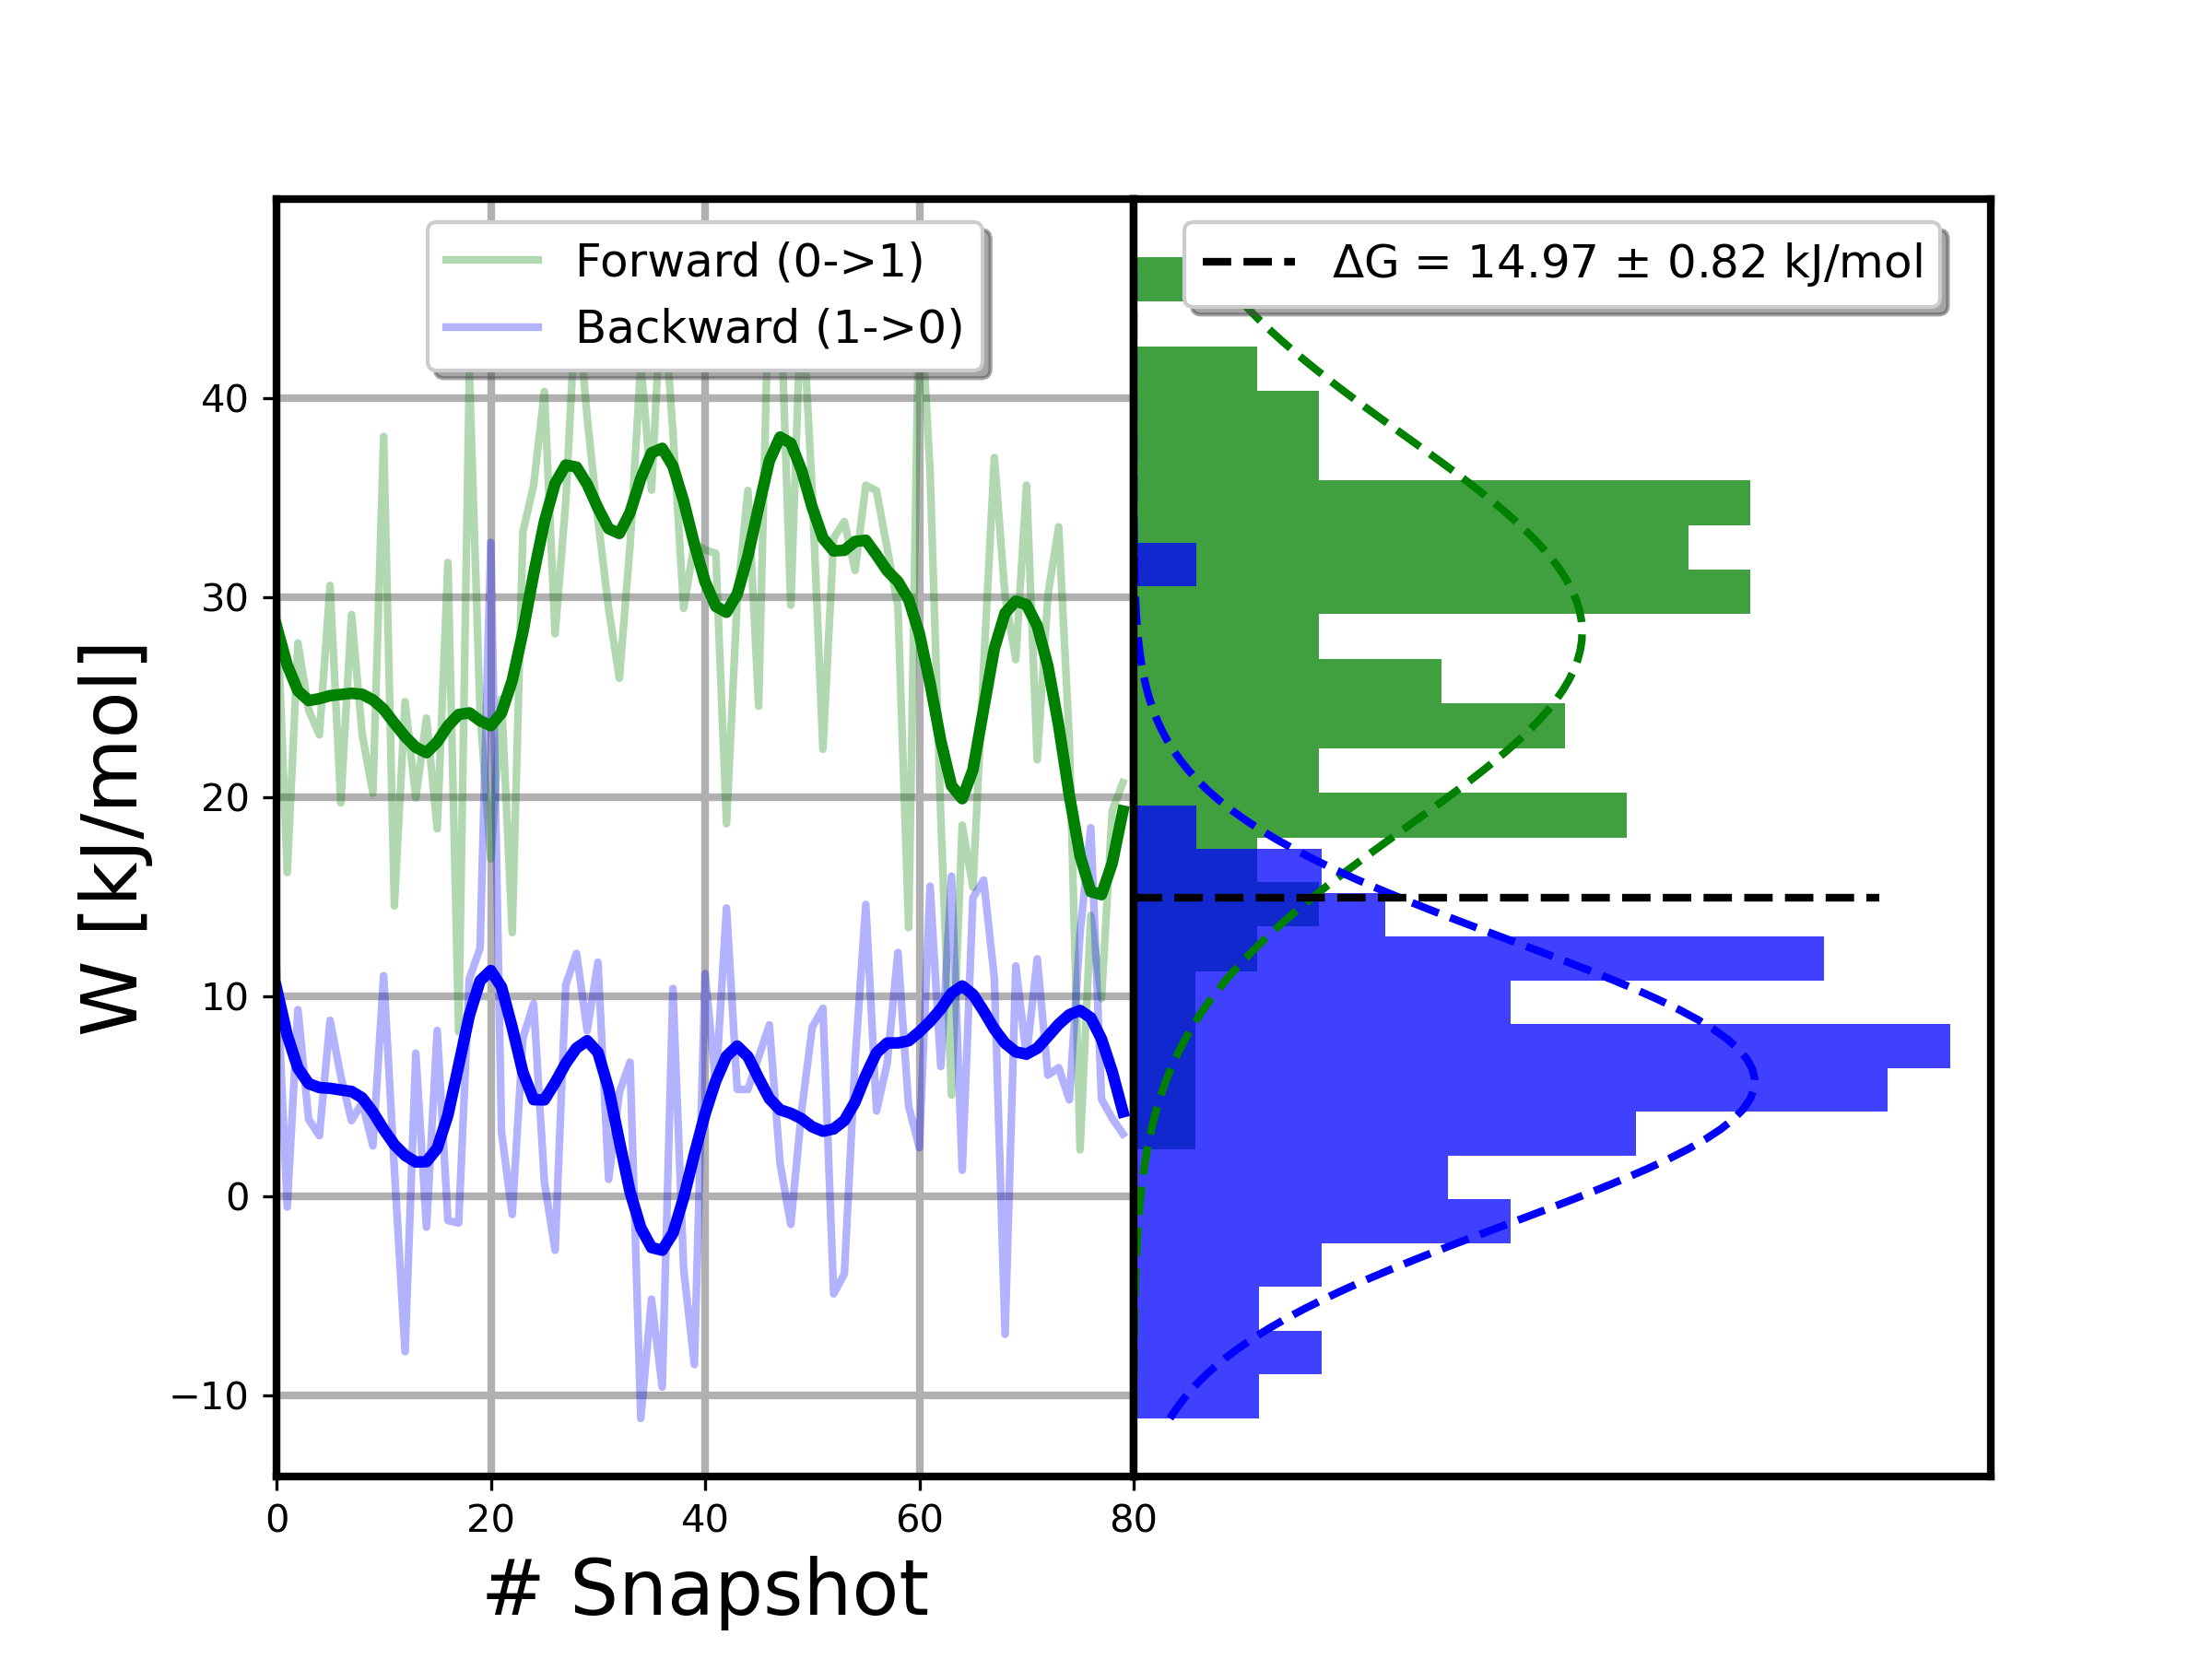 Forward (0->1)
Backward (1->0)
ΔG = 14.97 ± 0.82 kJ/mol
W [kJ/mol]
40
30
20
10
0
−10
0
20
40
60
80
# Snapshot